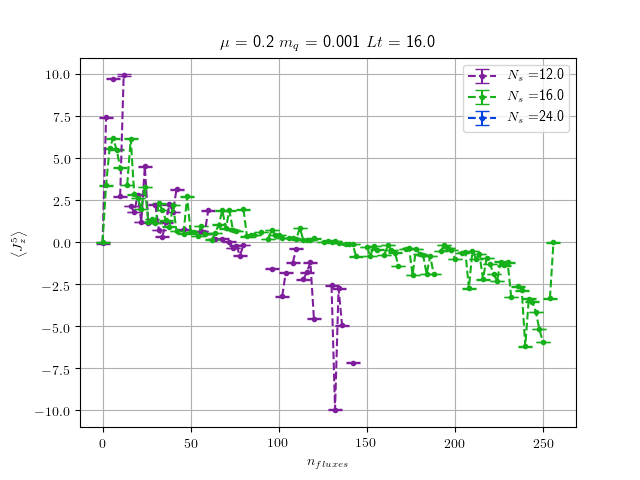 μ = 0.2 m_q = 0.001 Lt = 16.0
N_s =12.0
N_s =16.0
N_s =24.0
⟨J_z^5⟩
10.0
7.5
5.0
2.5
0.0
−2.5
−5.0
−7.5
−10.0
0 50 100 150 200 250
n_{fluxes}